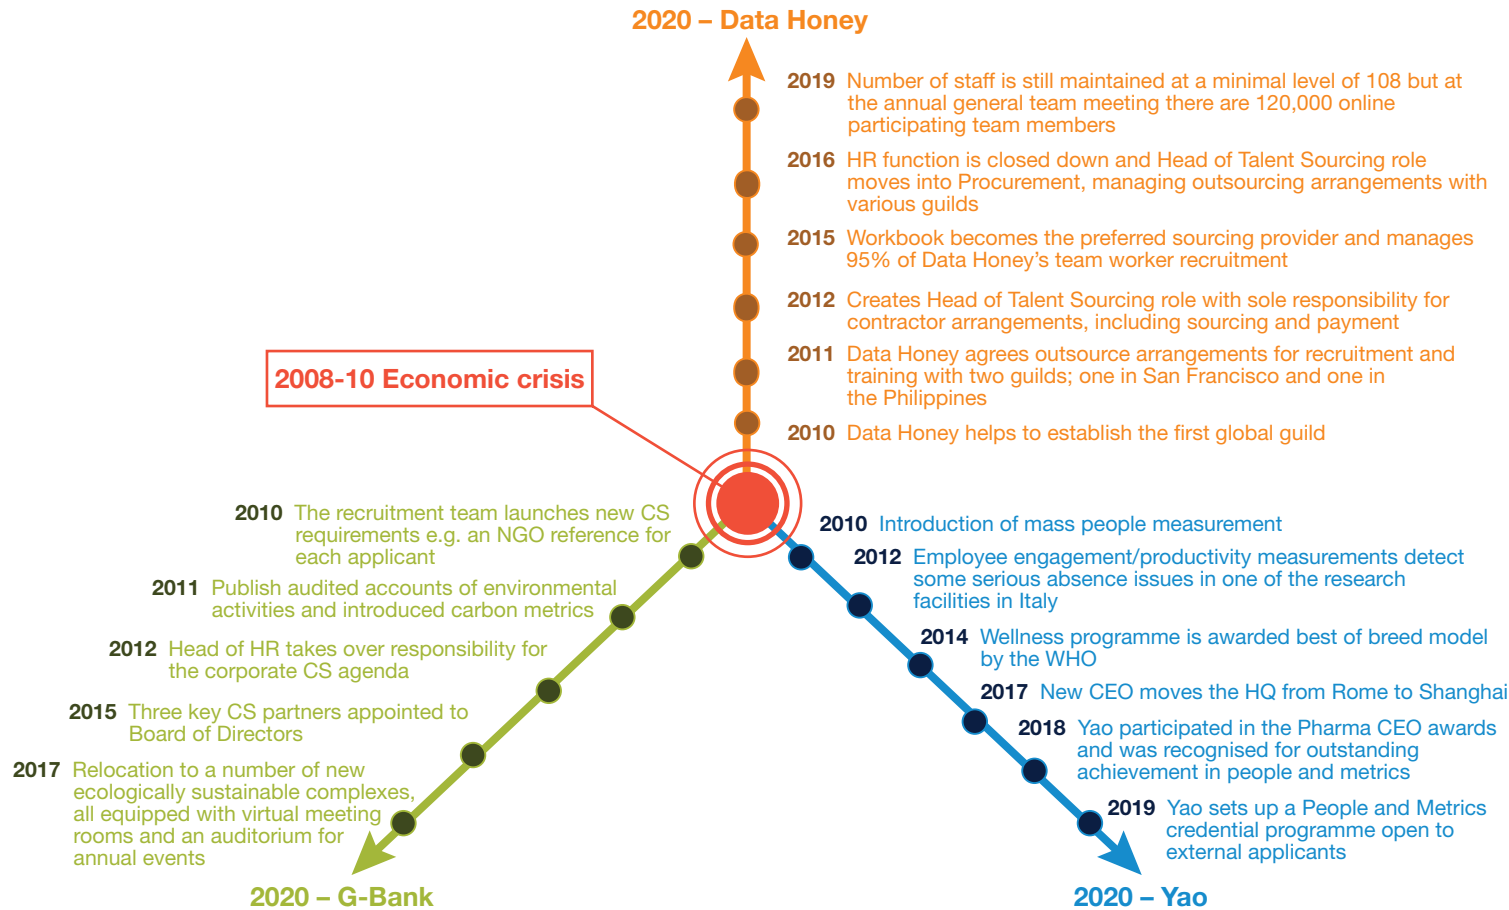 2020 – Data Honey
2019 Number of staff is still maintained at a minimal level of 108 but at
the annual general team meeting there are 120,000 online
participating team members
2016 HR function is closed down and Head of Talent Sourcing role
moves into Procurement, managing outsourcing arrangements with
various guilds
2015 Workbook becomes the preferred sourcing provider and manages
95% of Data Honey's team worker recruitment
2012 Creates Head of Talent Sourcing role with sole responsibility for
contractor arrangements, including sourcing and payment
2011 Data Honey agrees outsource arrangements for recruitment and
training with two guilds; one in San Francisco and one in
the Philippines
2010 Data Honey helps to establish the first global guild
2008-10 Economic crisis
2010 The recruitment team launches new CS
requirements e.g. an NGO reference for
each applicant
2011 Publish audited accounts of environmental
activities and introduced carbon metrics
2012 Head of HR takes over responsibility for
the corporate CS agenda
2015 Three key CS partners appointed to
Board of Directors
2017 Relocation to a number of new
ecologically sustainable complexes,
all equipped with virtual meeting
rooms and an auditorium for
annual events
2020 – G-Bank
2010 Introduction of mass people measurement
2012 Employee engagement/productivity measurements detect
some serious absence issues in one of the research
facilities in Italy
2014 Wellness programme is awarded best of breed model
by the WHO
2017 New CEO moves the HQ from Rome to Shanghai
2018 Yao participated in the Pharma CEO awards
and was recognised for outstanding
achievement in people and metrics
2019 Yao sets up a People and Metrics
credential programme open to
external applicants
2020 – Yao